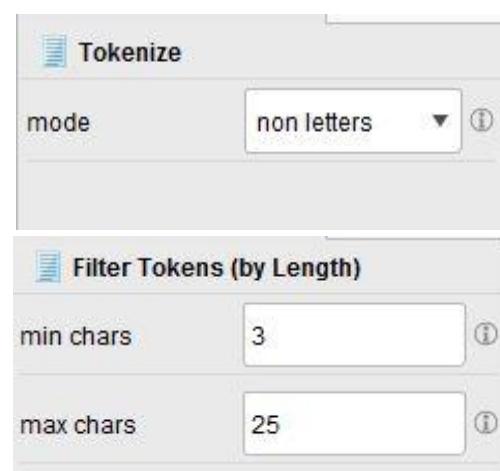 Tokenize
mode non letters
Filter Tokens (by Length)
min chars 3
max chars 25